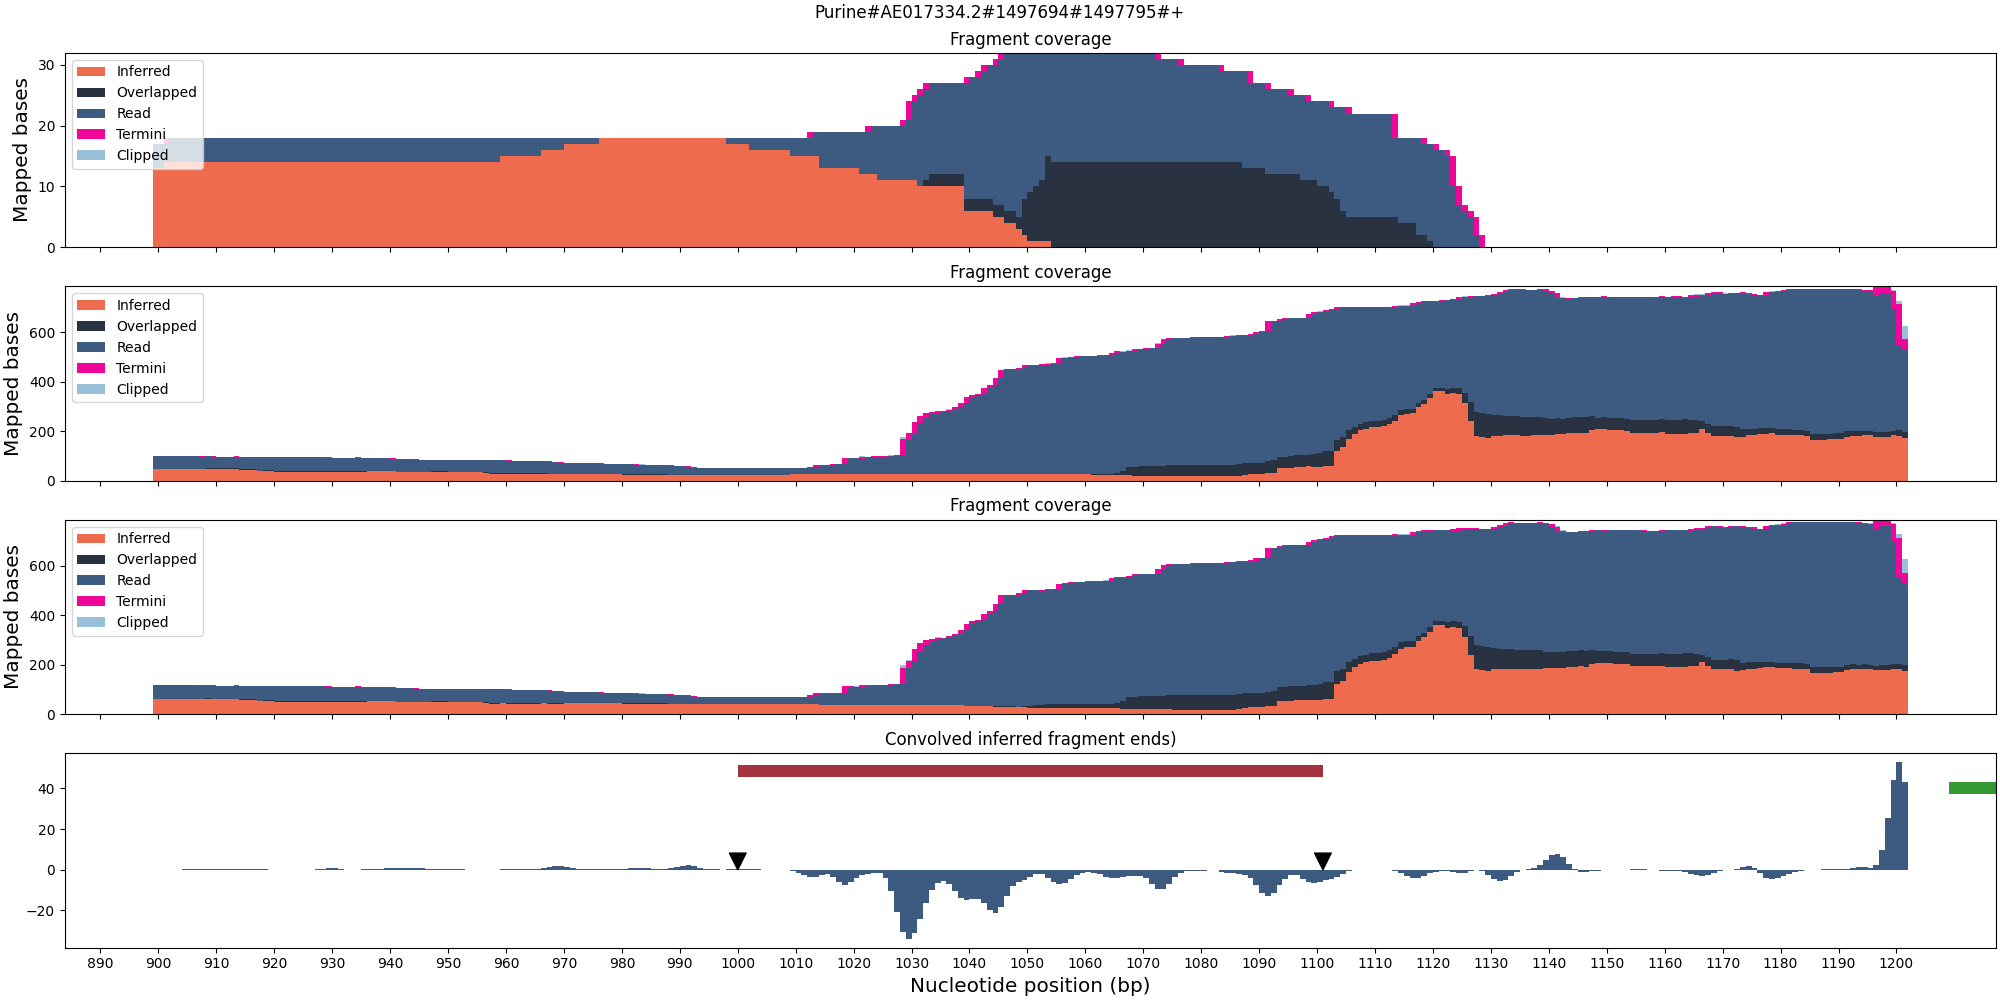 Purine#AE017334.2#1497694#1497795#+
Fragment coverage
Mapped bases
30
20
10
0
Inferred
Overlapped
Read
Termini
Clipped
Fragment coverage
Mapped bases
600
400
200
0
Inferred
Overlapped
Read
Termini
Clipped
Fragment coverage
Mapped bases
600
400
200
0
Inferred
Overlapped
Read
Termini
Clipped
Convolved inferred fragment ends)
40
20
0
−20
890 900 910 920 930 940 950 960 970 980 990 1000 1010 1020 1030 1040 1050 1060 1070 1080 1090 1100 1110 1120 1130 1140 1150 1160 1170 1180 1190 1200
Nucleotide position (bp)